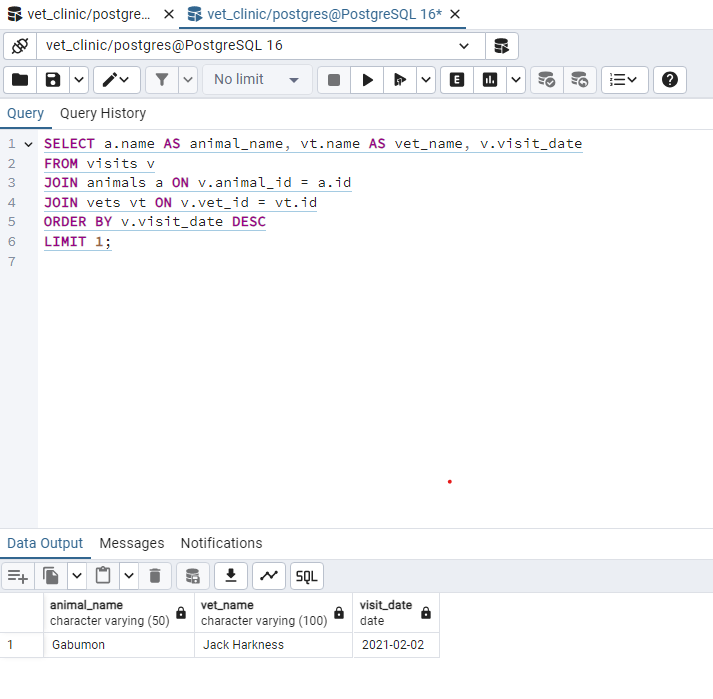 vet_clinic/postgre... vet_clinic/postgres@PostgreSQL 16*
vet_clinic/postgres@PostgreSQL 16
No limit E
Query Query History
1 SELECT a.name AS animal_name, vt.name AS vet_name, v.visit_date
2 FROM visits v
3 JOIN animals a ON v.animal_id = a.id
4 JOIN vets vt ON v.vet_id = vt.id
5 ORDER BY v.visit_date DESC
6 LIMIT 1;
7
Data Output Messages Notifications
SQL
animal_name vet_name visit_date
character varying (50) character varying (100) date
1 Gabumon Jack Harkness 2021-02-02